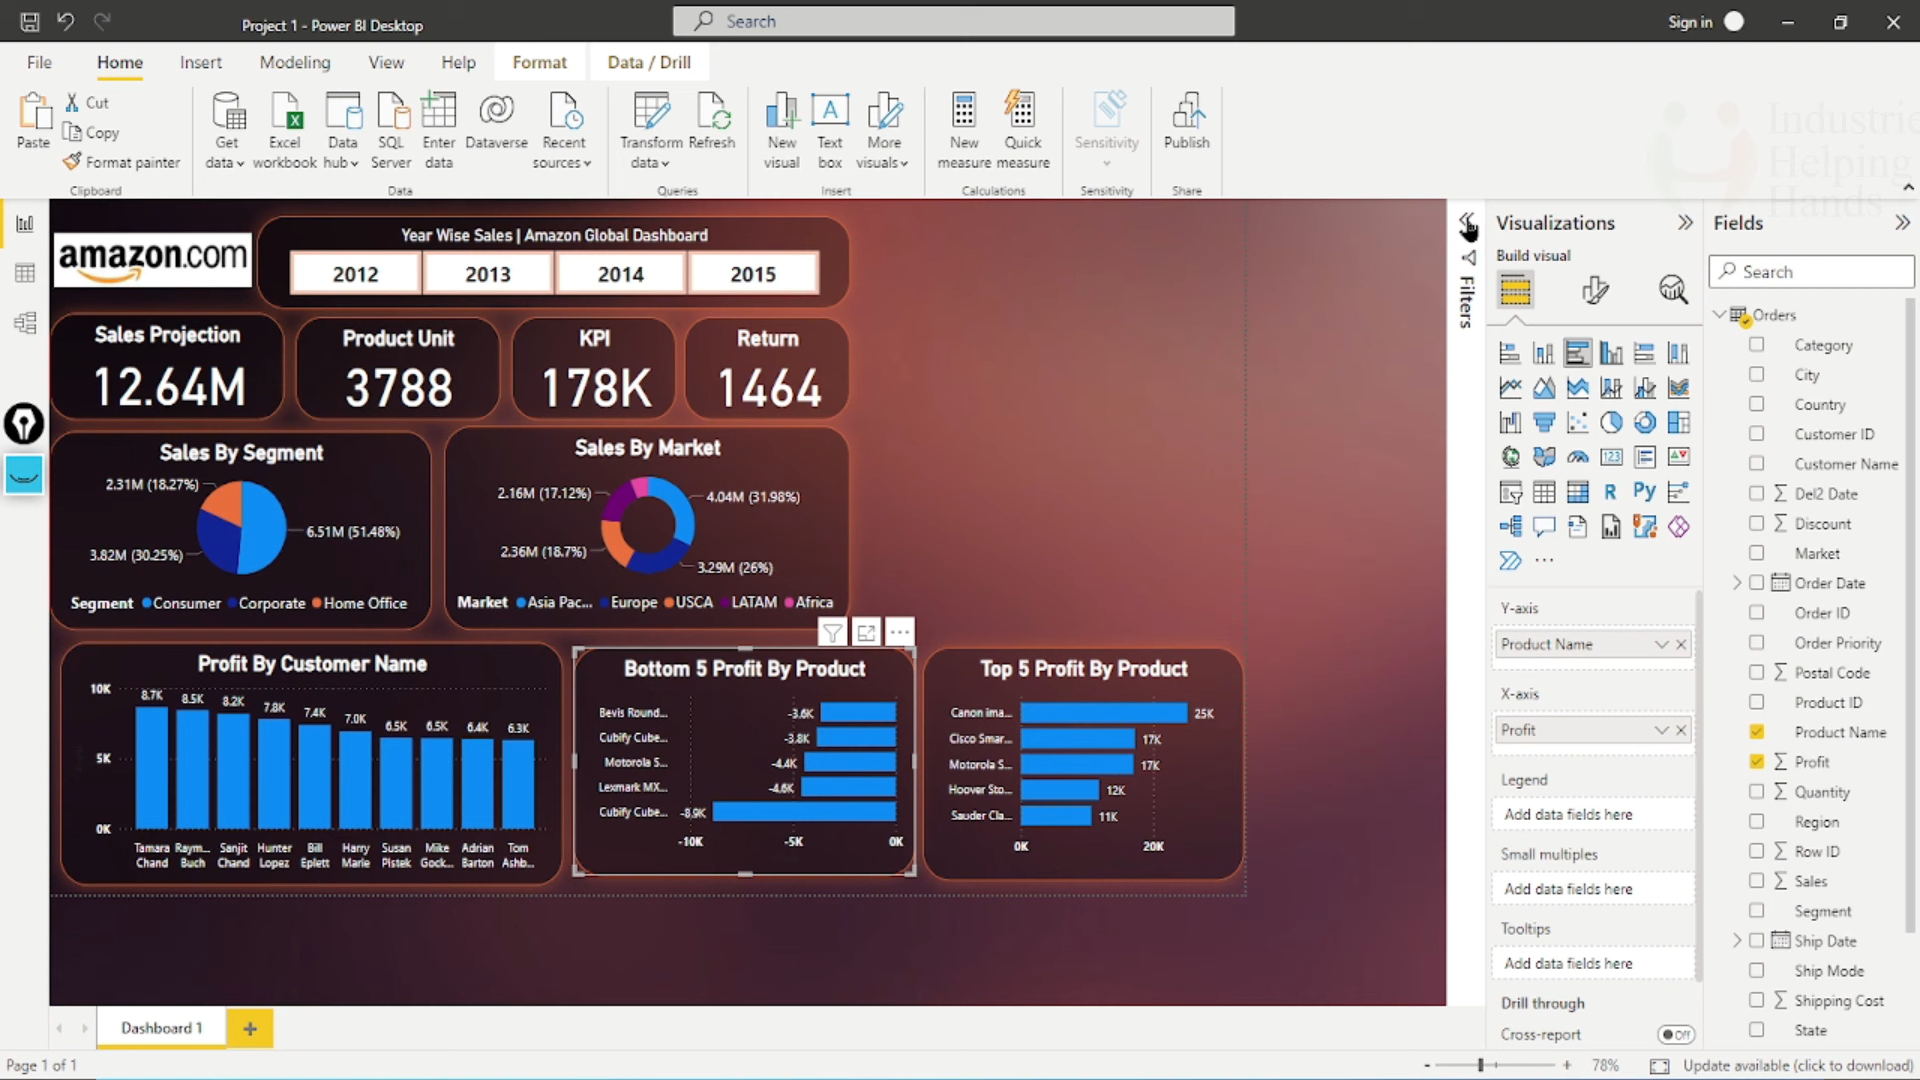 Project 1 - Power BI Desktop
Search
Sign in
File
Home
Insert
Modeling
View
Help
Format
Data / Drill
Paste
Cut
Copy
Format painter
Clipboard
Get data
Excel workbook
Data hub
SQL Server
Enter data
Dataverse
Recent sources
Data
Transform data
Refresh
Queries
New visual
Text box
More visuals
Insert
New measure
Quick measure
Calculations
Sensitivity
Sensitivity
Publish
Share
Industrie
Helping
Hands
amazon.com
Year Wise Sales | Amazon Global Dashboard
2012
2013
2014
2015
Sales Projection
12.64M
Product Unit
3788
KPI
178K
Return
1464
Sales By Segment
2.31M (18.27%)
6.51M (51.48%)
3.82M (30.25%)
Segment Consumer Corporate Home Office
Sales By Market
2.16M (17.12%)
4.04M (31.98%)
2.36M (18.7%)
3.29M (26%)
Market Asia Pac... Europe USCA LATAM Africa
Profit By Customer Name
10K
5K
0K
8.7K
8.5K
8.2K
7.8K
7.4K
7.0K
6.5K
6.5K
6.4K
6.3K
Tamara Chand
Raym... Buch
Sanjit Chand
Hunter Lopez
Bill Eplett
Harry Marie
Susan Pistek
Mike Gock...
Adrian Barton
Tom Ashb...
Bottom 5 Profit By Product
Bevis Round... -3.6K
Cubify Cube... -3.8K
Motorola S... -4.4K
Lexmark MX... -4.6K
Cubify Cube... -8.9K
-10K
-5K
0K
Top 5 Profit By Product
Canon ima... 25K
Cisco Smar... 17K
Motorola S... 17K
Hoover Sto... 12K
Sauder Cla... 11K
0K
20K
Filters
Visualizations
Build visual
R
Py
123
Y-axis
Product Name
X-axis
Profit
Legend
Add data fields here
Small multiples
Add data fields here
Tooltips
Add data fields here
Drill through
Cross-report
Off
Fields
Search
Orders
Category
City
Country
Customer ID
Customer Name
Del2 Date
Discount
Market
Order Date
Order ID
Order Priority
Postal Code
Product ID
Product Name
Profit
Quantity
Region
Row ID
Sales
Segment
Ship Date
Ship Mode
Shipping Cost
State
Dashboard 1
Page 1 of 1
78%
Update available (click to download)